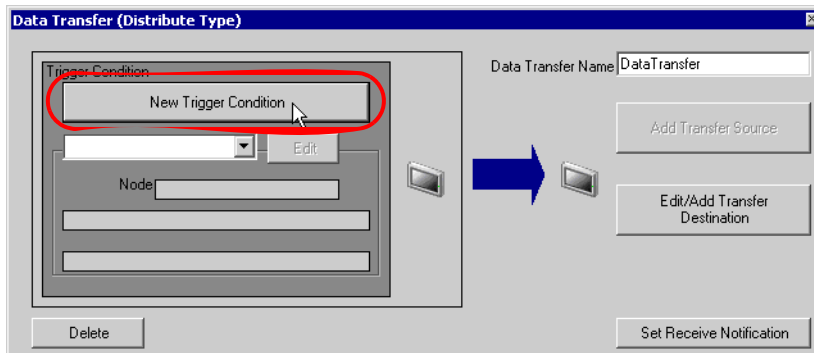 Data Transfer (Distribute Type)
Trigger Condition
New Trigger Condition
Edit
Node
Data Transfer Name DataTransfer
Add Transfer Source
Edit/Add Transfer
Destination
Delete
Set Receive Notification